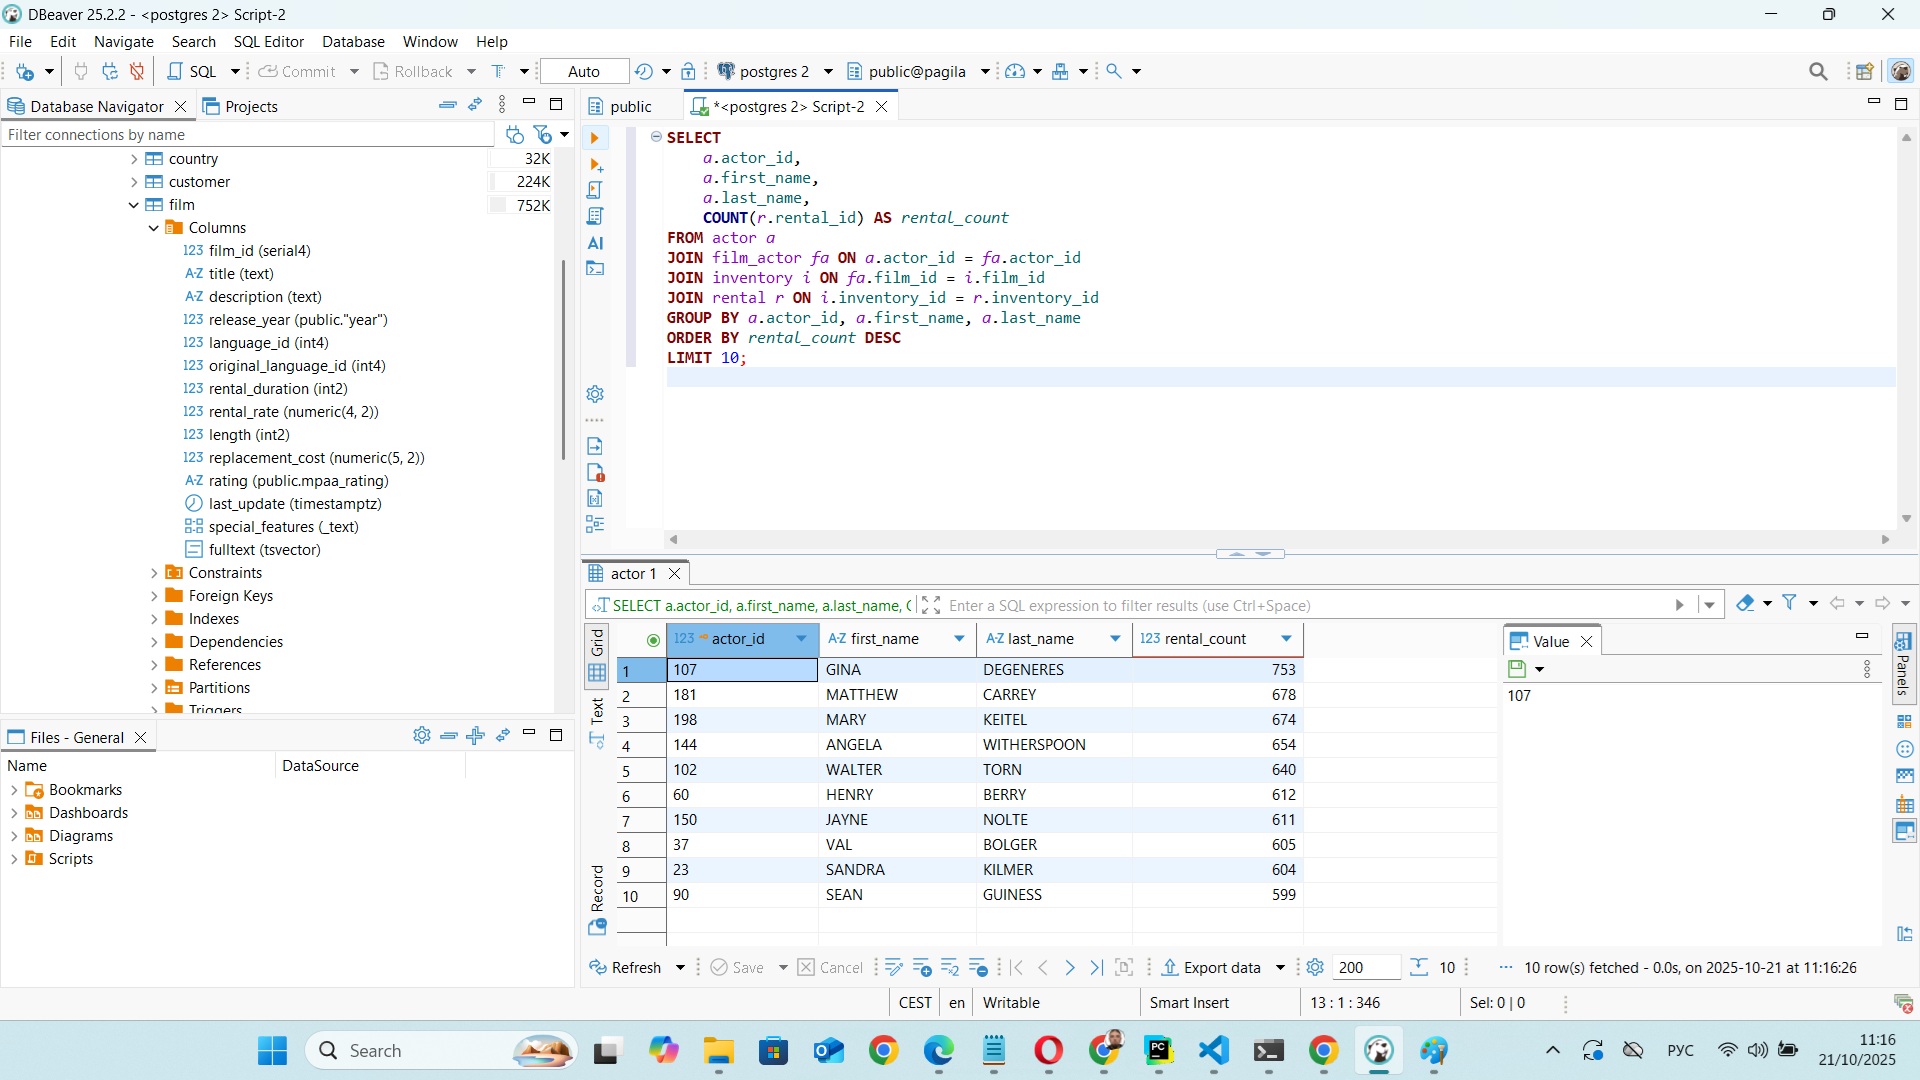 DBeaver 25.2.2 - <postgres 2> Script-2
File Edit Navigate Search SQL Editor Database Window Help
SQL Commit Rollback T Auto postgres 2 public@pagila
Database Navigator Projects
Filter connections by name
country 32K
customer 224K
film 752K
Columns
123 film_id (serial4)
A-Z title (text)
A-Z description (text)
123 release_year (public."year")
123 language_id (int4)
123 original_language_id (int4)
123 rental_duration (int2)
123 rental_rate (numeric(4, 2))
123 length (int2)
123 replacement_cost (numeric(5, 2))
A-Z rating (public.mpaa_rating)
last_update (timestamptz)
special_features (_text)
fulltext (tsvector)
Constraints
Foreign Keys
Indexes
Dependencies
References
Partitions
Triggers
Files - General
Name DataSource
Bookmarks
Dashboards
Diagrams
Scripts
public *<postgres 2> Script-2
AI
SELECT
a.actor_id,
a.first_name,
a.last_name,
COUNT(r.rental_id) AS rental_count
FROM actor a
JOIN film_actor fa ON a.actor_id = fa.actor_id
JOIN inventory i ON fa.film_id = i.film_id
JOIN rental r ON i.inventory_id = r.inventory_id
GROUP BY a.actor_id, a.first_name, a.last_name
ORDER BY rental_count DESC
LIMIT 10;
actor 1
SELECT a.actor_id, a.first_name, a.last_name, Enter a SQL expression to filter results (use Ctrl+Space)
Grid
Text
Record
123 actor_id A-Z first_name A-Z last_name 123 rental_count
1 107 GINA DEGENERES 753
2 181 MATTHEW CARREY 678
3 198 MARY KEITEL 674
4 144 ANGELA WITHERSPOON 654
5 102 WALTER TORN 640
6 60 HENRY BERRY 612
7 150 JAYNE NOLTE 611
8 37 VAL BOLGER 605
9 23 SANDRA KILMER 604
10 90 SEAN GUINESS 599
Value
107
Panels
Refresh Save Cancel Export data 200 10 ... 10 row(s) fetched - 0.0s, on 2025-10-21 at 11:16:26
CEST en Writable Smart Insert 13 : 1 : 346 Sel: 0 | 0
Search
PC
РУС
11:16
21/10/2025